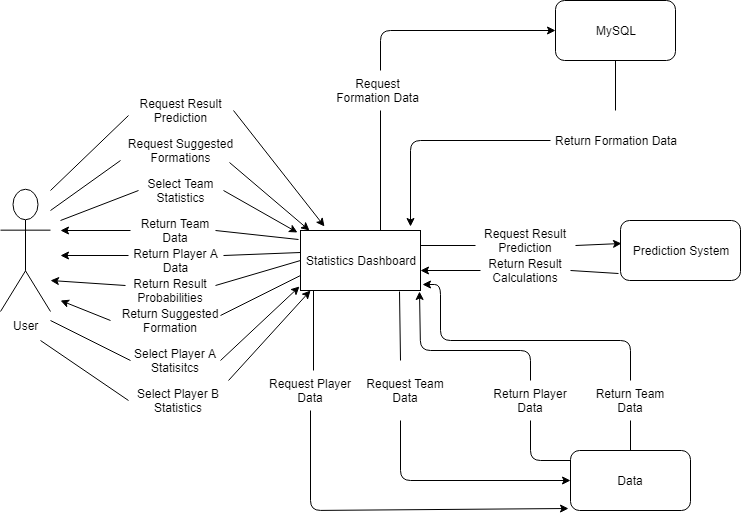 MySQL
Request
Formation Data
Request Result
Prediction
Request Suggested
Formations
Return Formation Data
Select Team
Statistics
Return Team
Data
Request Result
Prediction
Return Player A
Data
Statistics Dashboard
Prediction System
Return Result
Calculations
Return Result
Probabilities
Return Suggested
Formation
User
Select Player A
Statisitcs
Select Player B
Statistics
Request Player
Data
Request Team
Data
Return Player
Data
Return Team
Data
Data